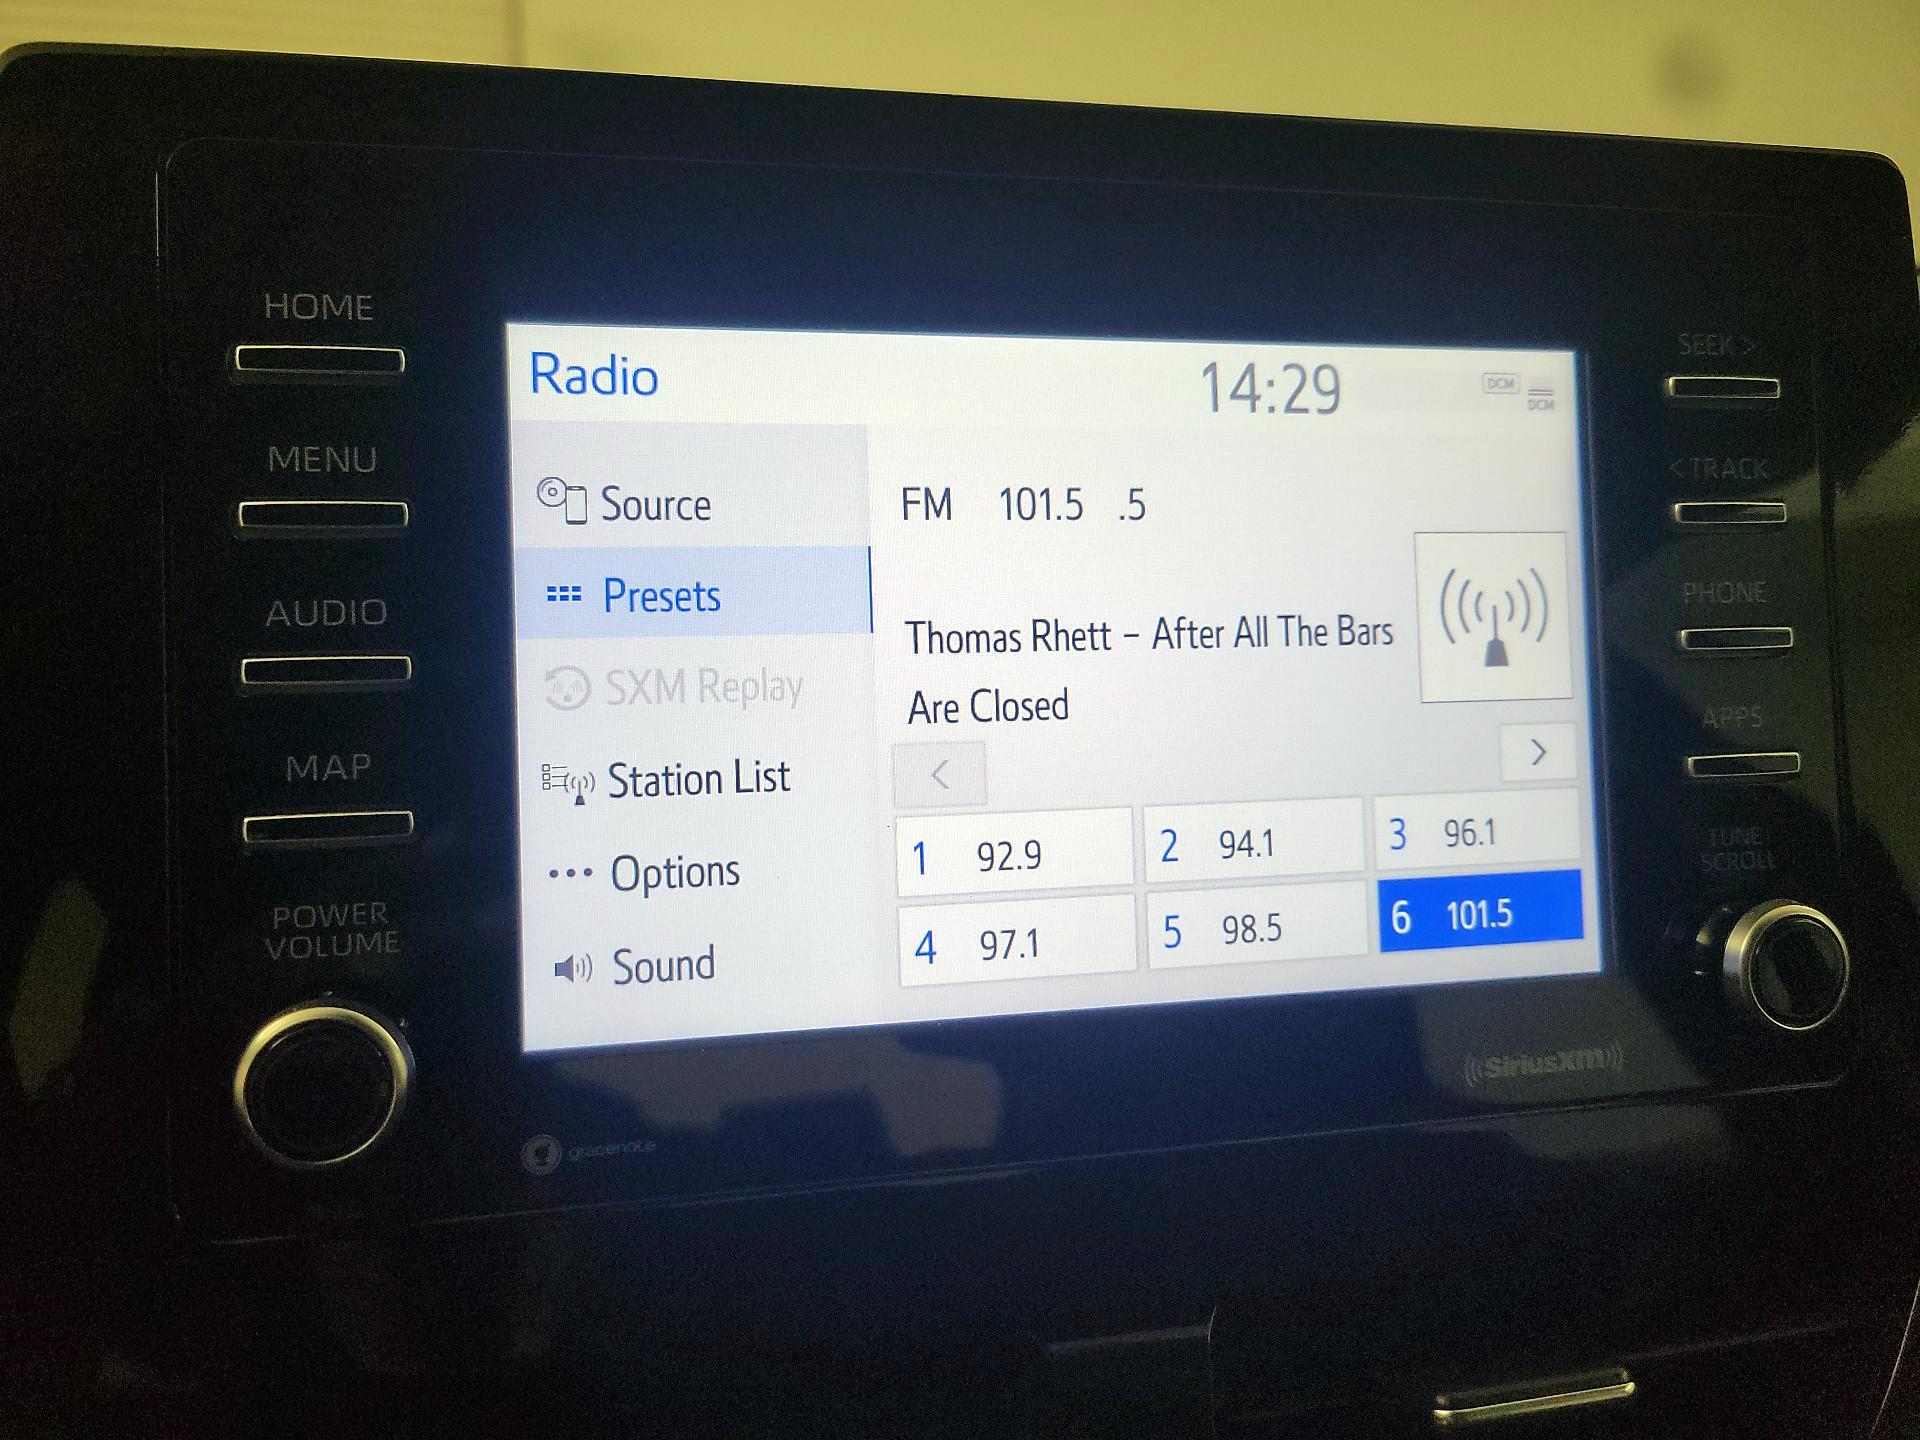 HOME
MENU
AUDIO
MAP
POWER
VOLUME
Radio
14:29
DCM
DCM
Source
Presets
SXM Replay
Station List
Options
Sound
FM 101.5 .5
Thomas Rhett – After All The Bars
Are Closed
<
>
1 92.9
2 94.1
3 96.1
4 97.1
5 98.5
6 101.5
SEEK >
< TRACK
PHONE
APPS
TUNE
SCROLL
((SiriusXM))
gracenote